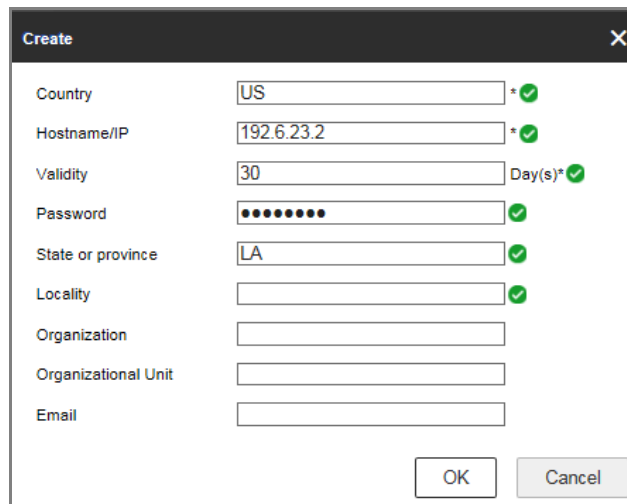 Create
Country US *
Hostname/IP 192.6.23.2 *
Validity 30 Day(s)*
Password ●●●●●●●●
State or province LA
Locality
Organization
Organizational Unit
Email
OK Cancel